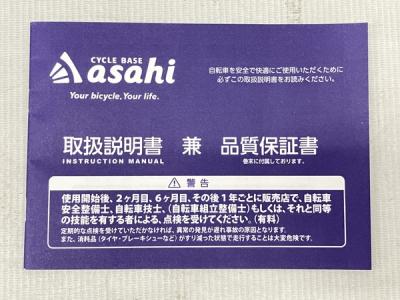 CYCLE BASE
asahi
Your bicycle, Your life.
自転車を安全で快適にご使用いただくために
必ずこの取扱説明書をお読みください。
取扱説明書 兼 品質保証書
INSTRUCTION MANUAL 巻末に付属しております。
警告
使用開始後、2ヶ月目、6ヶ月目、その後1年ごとに販売店で、自転車
安全整備士、自転車技士、(自転車組立整備士)もしくは、それと同等
の技能を有する者による、点検を受けてください。(有料)
定期的な点検を受けていただかなければ、異常の発見が遅れ事故の原因となります。
また、消耗品(タイヤ・ブレーキシューなど)がすり減った状態で走行することは大変危険です。